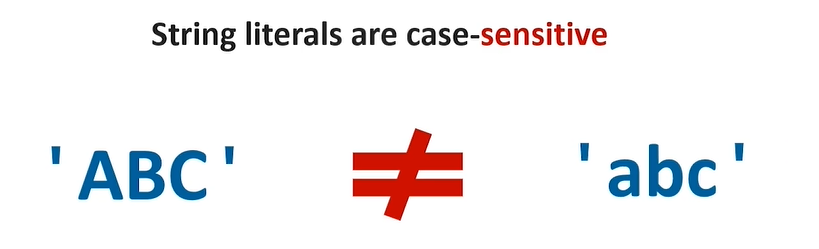 String literals are case-sensitive
'ABC' ≠ 'abc'